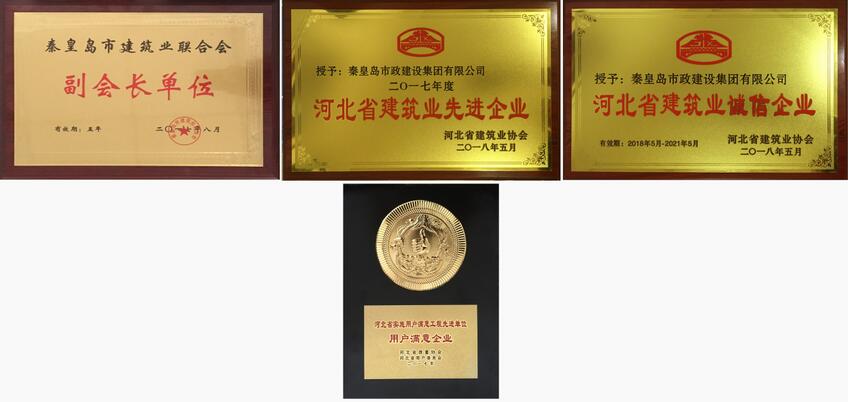 秦皇岛市建筑业联合会
副会长单位
有效期：五年
八月
授予：秦皇岛市政建设集团有限公司
二〇一七年度
河北省建筑业先进企业
河北省建筑业协会
二〇一八年五月
授予：秦皇岛市政建设集团有限公司
河北省建筑业诚信企业
河北省建筑业协会
有效期：2018年5月-2021年5月
二〇一八年五月
河北省实施用户满意工程先进单位
用户满意企业
河北省质量协会
河北省用户委员会
二〇一七年